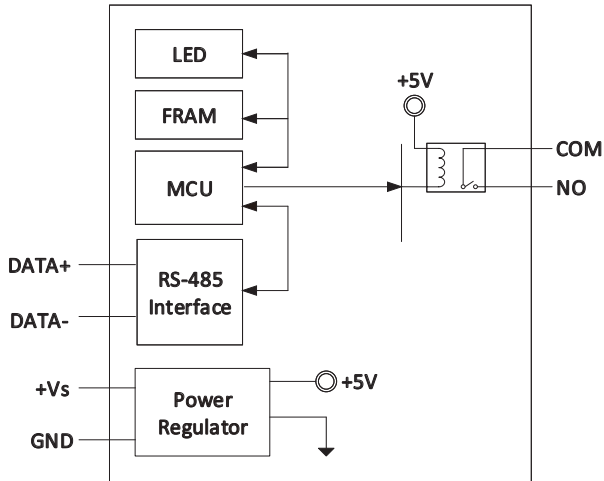 LED
FRAM
MCU
+5V
COM
NO
DATA+
DATA-
RS-485
Interface
+Vs
GND
Power
Regulator
+5V